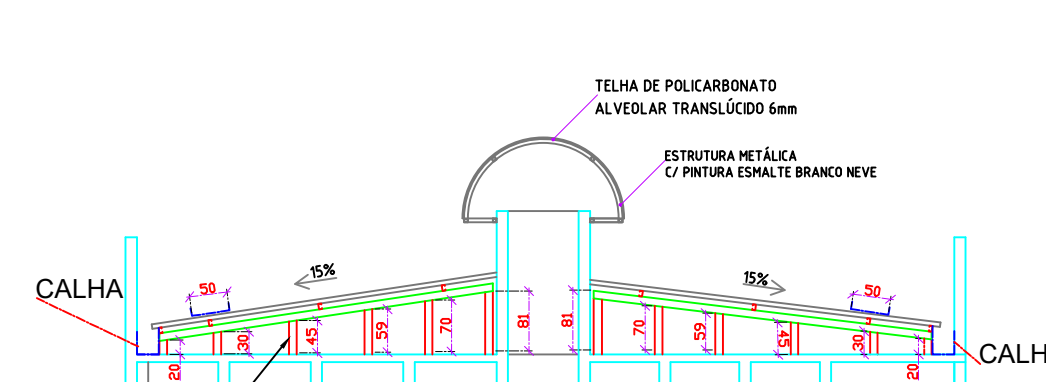 TELHA DE POLICARBONATO
ALVEOLAR TRANSLÚCIDO 6mm
ESTRUTURA METÁLICA
C/ PINTURA ESMALTE BRANCO NEVE
15%
15%
CALHA
50
50
20
30
45
59
70
81
81
70
59
45
30
20
CALH